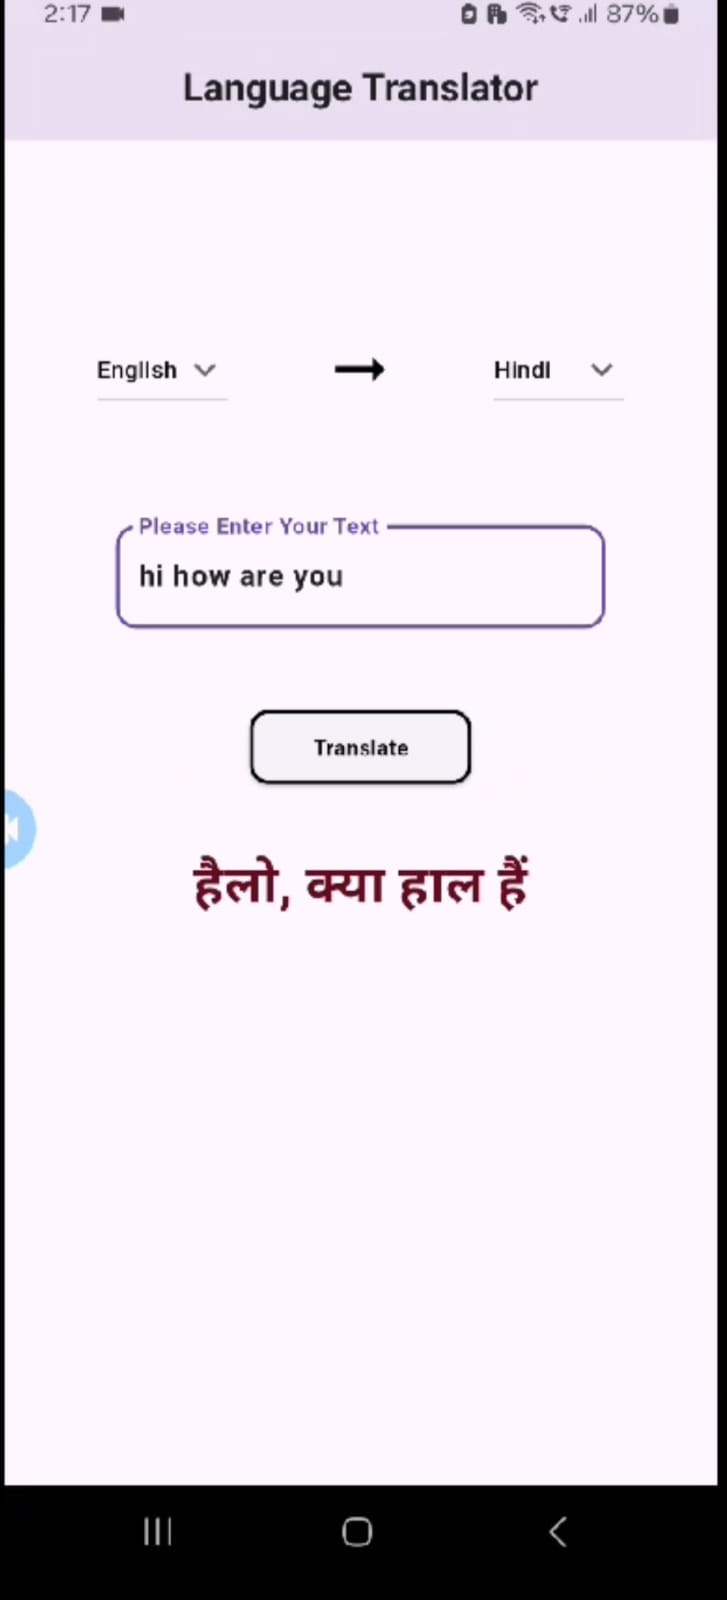 2:17 87%
Language Translator
English Hindi
Please Enter Your Text
hi how are you
Translate
हैलो, क्या हाल हैं